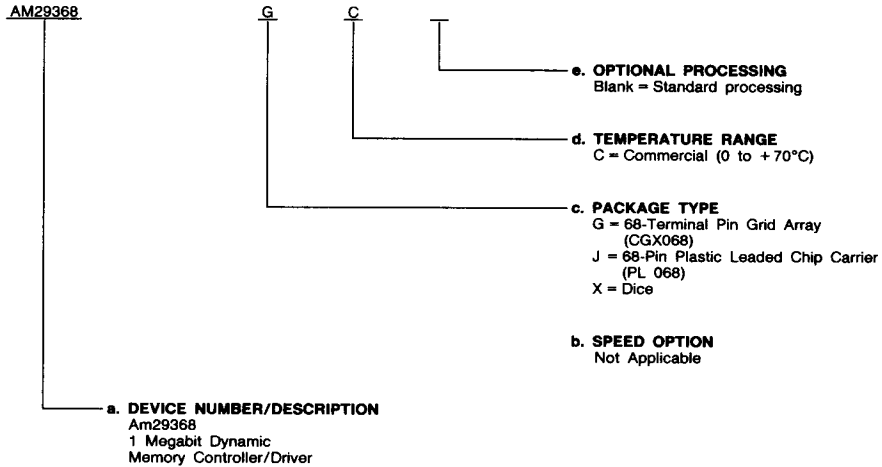 AM29368 G C
e. OPTIONAL PROCESSING
Blank = Standard processing
d. TEMPERATURE RANGE
C = Commercial (0 to +70°C)
c. PACKAGE TYPE
G = 68-Terminal Pin Grid Array
(CGX068)
J = 68-Pin Plastic Leaded Chip Carrier
(PL 068)
X = Dice
b. SPEED OPTION
Not Applicable
a. DEVICE NUMBER/DESCRIPTION
Am29368
1 Megabit Dynamic
Memory Controller/Driver